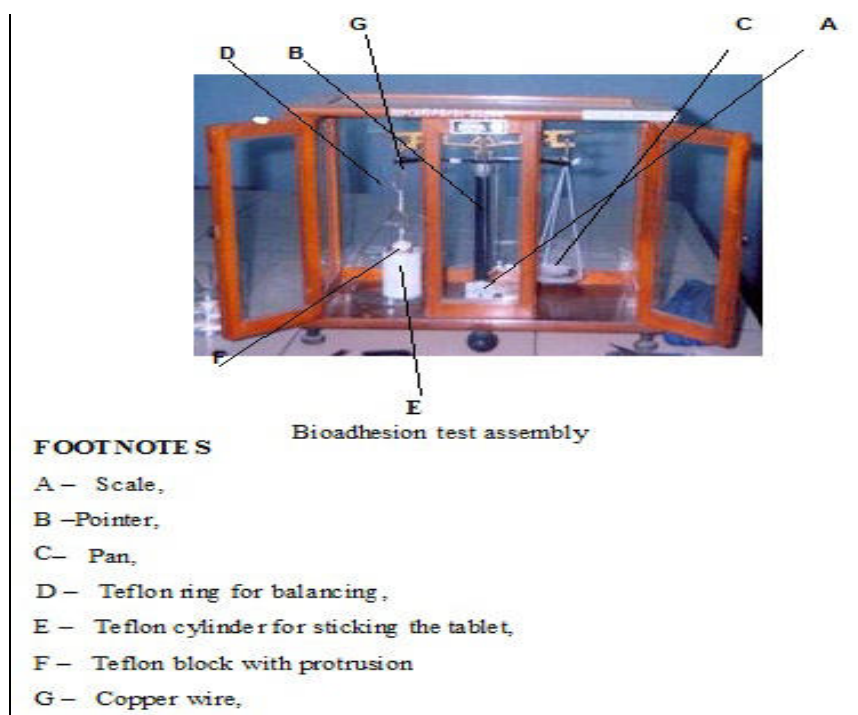 G C A
D B
F
E
Bioadhesion test assembly
FOOTNOTES
A – Scale,
B –Pointer,
C– Pan,
D – Teflon ring for balancing,
E – Teflon cylinder for sticking the tablet,
F – Teflon block with protrusion
G – Copper wire,